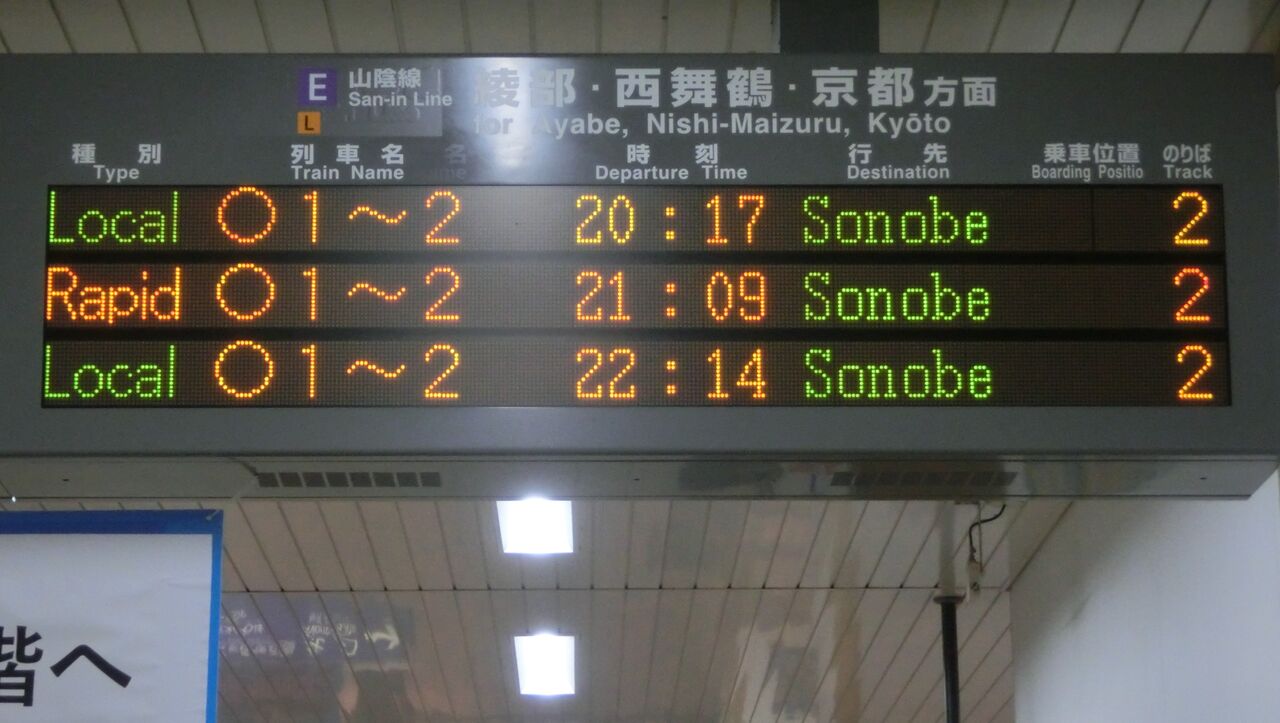 E 山陰線 綾部・西舞鶴・京都方面
San-in Line for Ayabe, Nishi-Maizuru, Kyōto
L
種別 列車名 時刻 行先 乗車位置 のりば
Type Train Name Departure Time Destination Boarding Positio Track
Local ○ 1～2 20:17 Sonobe 2
Rapid ○ 1～2 21:09 Sonobe 2
Local ○ 1～2 22:14 Sonobe 2
階へ